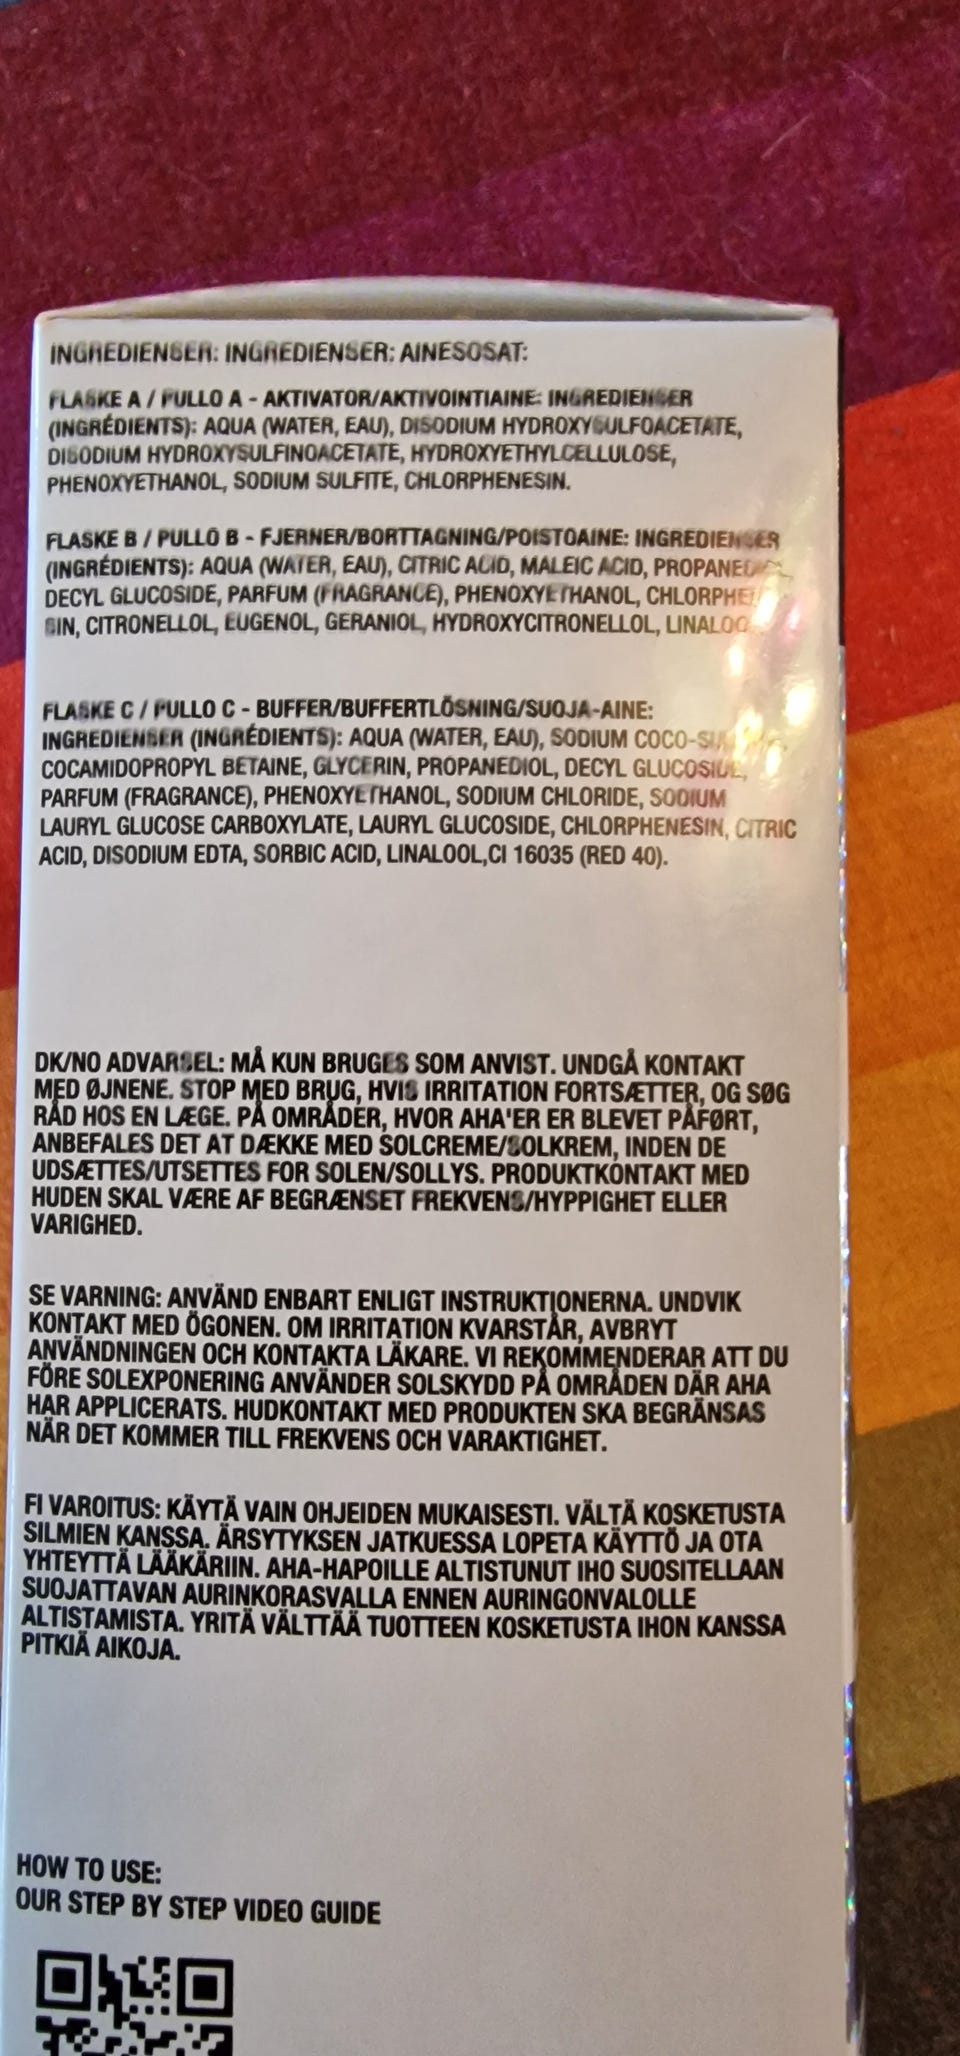 INGREDIENSER: INGREDIENSER: AINESOSAT:
FLASKE A / PULLO A - AKTIVATOR/AKTIVOINTIAINE: INGREDIENSER
(INGRÉDIENTS): AQUA (WATER, EAU), DISODIUM HYDROXYSULFOACETATE,
DISODIUM HYDROXYSULFINOACETATE, HYDROXYETHYLCELLULOSE,
PHENOXYETHANOL, SODIUM SULFITE, CHLORPHENESIN.
FLASKE B / PULLO B - FJERNER/BORTTAGNING/POISTOAINE: INGREDIENSER
(INGRÉDIENTS): AQUA (WATER, EAU), CITRIC ACID, MALEIC ACID,
DECYL GLUCOSIDE, PARFUM (FRAGRANCE), PHENOXYETHANOL, CHLORPHE
SIN, CITRONELLOL, EUGENOL, GERANIOL, HYDROXYCITRONELLOL,
FLASKE C / PULLO C - BUFFER/BUFFERTLÖSNING/SUOJA-AINE:
INGREDIENSER (INGRÉDIENTS): AQUA (WATER, EAU), SODIUM
COCAMIDOPROPYL BETAINE, GLYCERIN, PROPANEDIOL, DECYL GLUCOSIDE,
PARFUM (FRAGRANCE), PHENOXYETHANOL, SODIUM CHLORIDE, SODIUM
LAURYL GLUCOSE CARBOXYLATE, LAURYL GLUCOSIDE, CHLORPHENESIN, CITRIC
ACID, DISODIUM EDTA, SORBIC ACID, LINALOOL,CI 16035 (RED 40).
DK/NO ADVARSEL: MÅ KUN BRUGES SOM ANVIST. UNDGÅ KONTAKT
MED ØJNENE. STOP MED BRUG, HVIS IRRITATION FORTSÆTTER, OG SØG
RÅD HOS EN LÆGE. PÅ OMRÅDER, HVOR AHA'ER ER BLEVET PÅFØRT,
ANBEFALES DET AT DÆKKE MED SOLCREME/SOLKREM, INDEN DE
UDSÆTTES/UTSETTES FOR SOLEN/SOLLYS. PRODUKTKONTAKT MED
HUDEN SKAL VÆRE AF BEGRÆNSET FREKVENS/HYPPIGHET ELLER
VARIGHED.
SE VARNING: ANVÄND ENBART ENLIGT INSTRUKTIONERNA. UNDVIK
KONTAKT MED ÖGONEN. OM IRRITATION KVARSTÅR, AVBRYT
ANVÄNDNINGEN OCH KONTAKTA LÄKARE. VI REKOMMENDERAR ATT DU
FÖRE SOLEXPONERING ANVÄNDER SOLSKYDD PÅ OMRÅDEN DÄR AHA
HAR APPLICERATS. HUDKONTAKT MED PRODUKTEN SKA BEGRÄNSAS
NÄR DET KOMMER TILL FREKVENS OCH VARAKTIGHET.
FI VAROITUS: KÄYTÄ VAIN OHJEIDEN MUKAISESTI. VÄLTÄ KOSKETUSTA
SILMIEN KANSSA. ÄRSYTYKSEN JATKUESSA LOPETA KÄYTTÖ JA OTA
YHTEYTTÄ LÄÄKÄRIIN. AHA-HAPOILLE ALTISTUNUT IHO SUOSITELLAAN
SUOJATTAVAN AURINKORASVALLA ENNEN AURINGONVALOLLE
ALTISTAMISTA. YRITÄ VÄLTTÄÄ TUOTTEEN KOSKETUSTA IHON KANSSA
PITKIÄ AIKOJA.
HOW TO USE:
OUR STEP BY STEP VIDEO GUIDE